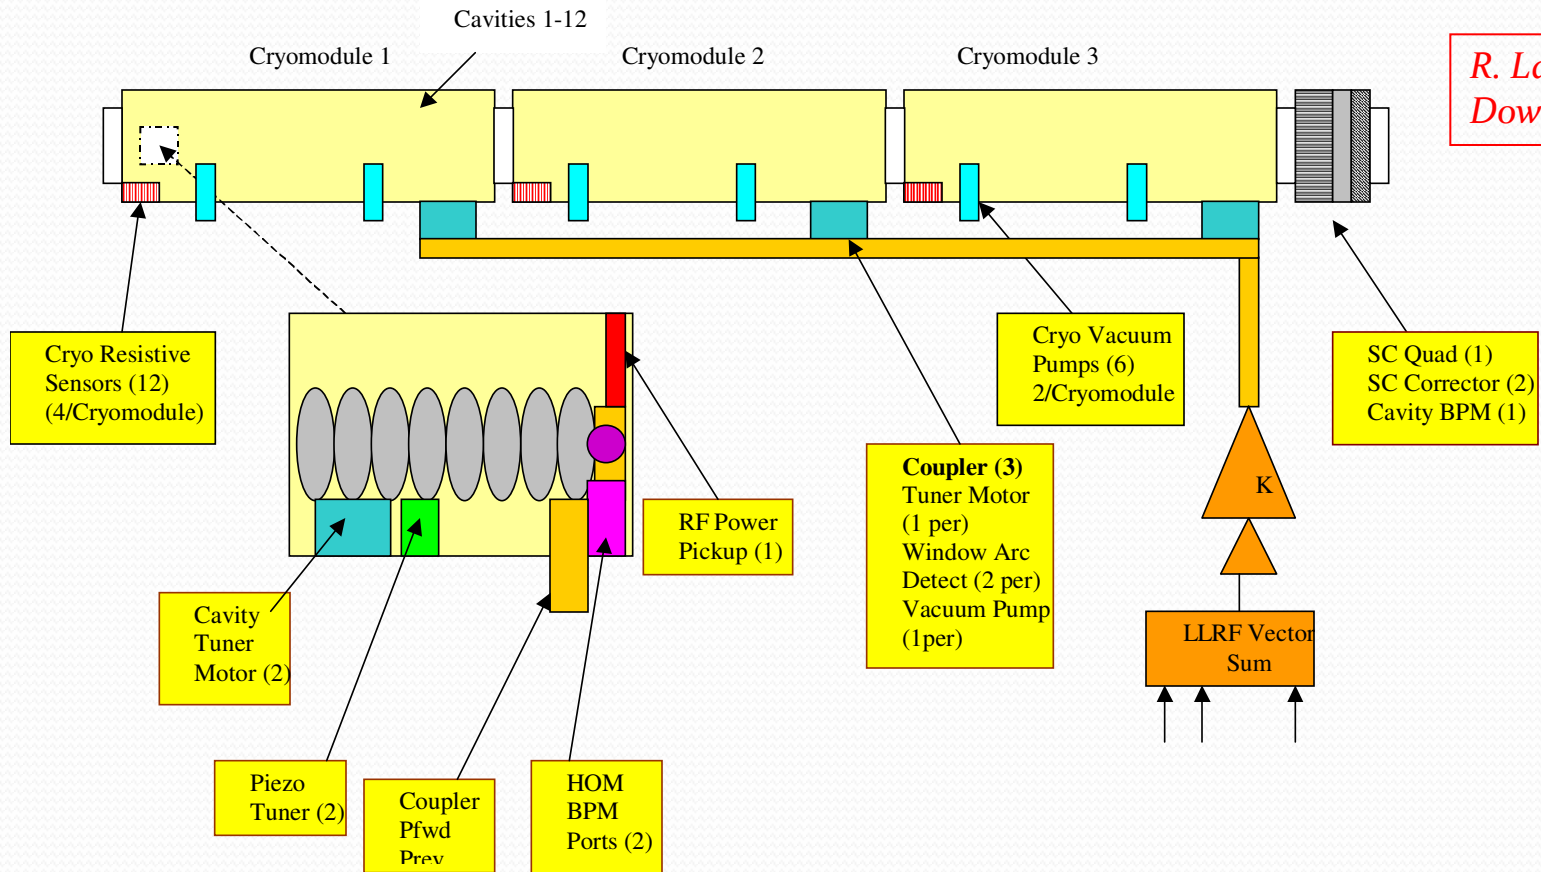 Cavities 1-12
Cryomodule 1
Cryomodule 2
Cryomodule 3
Cryo Resistive
Sensors (12)
(4/Cryomodule)
Cryo Vacuum
Pumps (6)
2/Cryomodule
SC Quad (1)
SC Corrector (2)
Cavity BPM (1)
Coupler (3)
Tuner Motor
(1 per)
Window Arc
Detect (2 per)
Vacuum Pump
(1per)
K
RF Power
Pickup (1)
LLRF Vector
Sum
Cavity
Tuner
Motor (2)
Piezo
Tuner (2)
Coupler
Pfwd
Prev
HOM
BPM
Ports (2)
R.